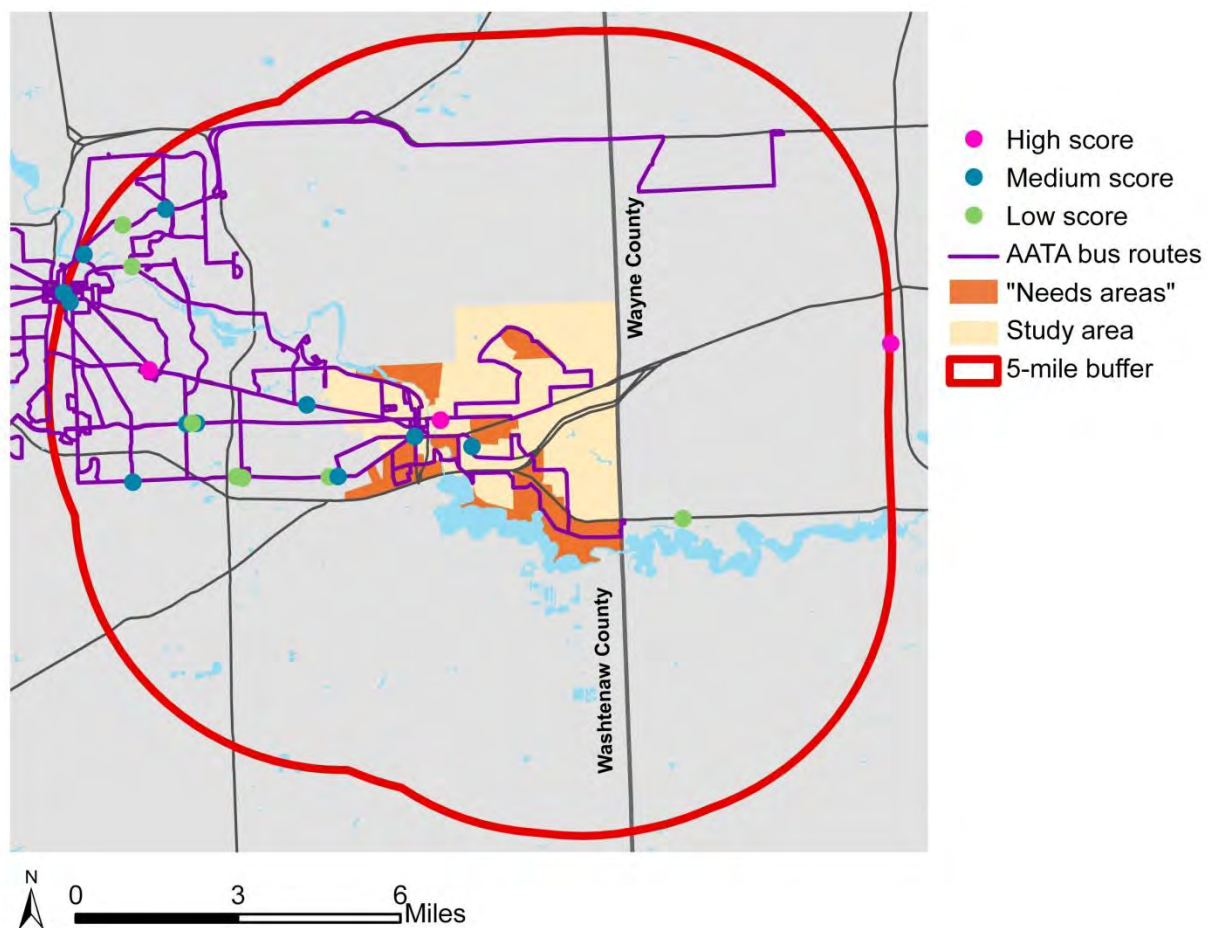 High score
Medium score
Low score
AATA bus routes
"Needs areas"
Study area
5-mile buffer
Wayne County
Washtenaw County
N
0 3 6
Miles